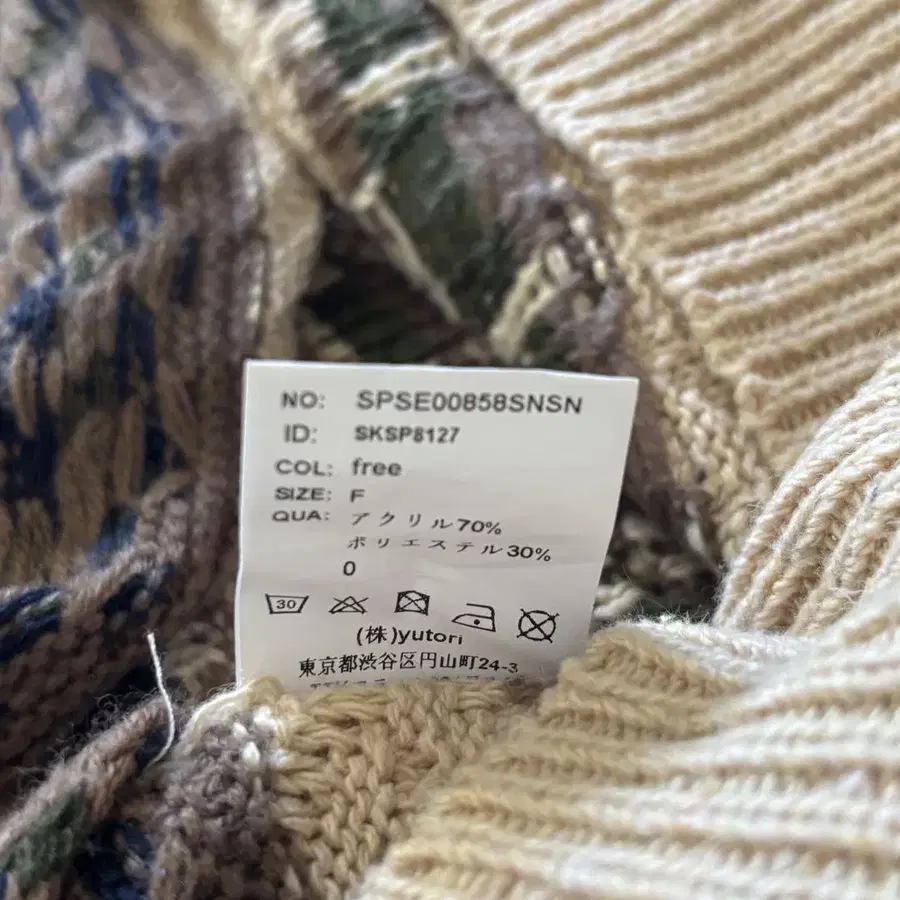 NO: SPSE00858SNSN
ID: SKSP8127
COL: free
SIZE: F
QUA: アクリル70%
ポリエステル30%
0
30
(株)yutori
東京都渋谷区円山町24-3